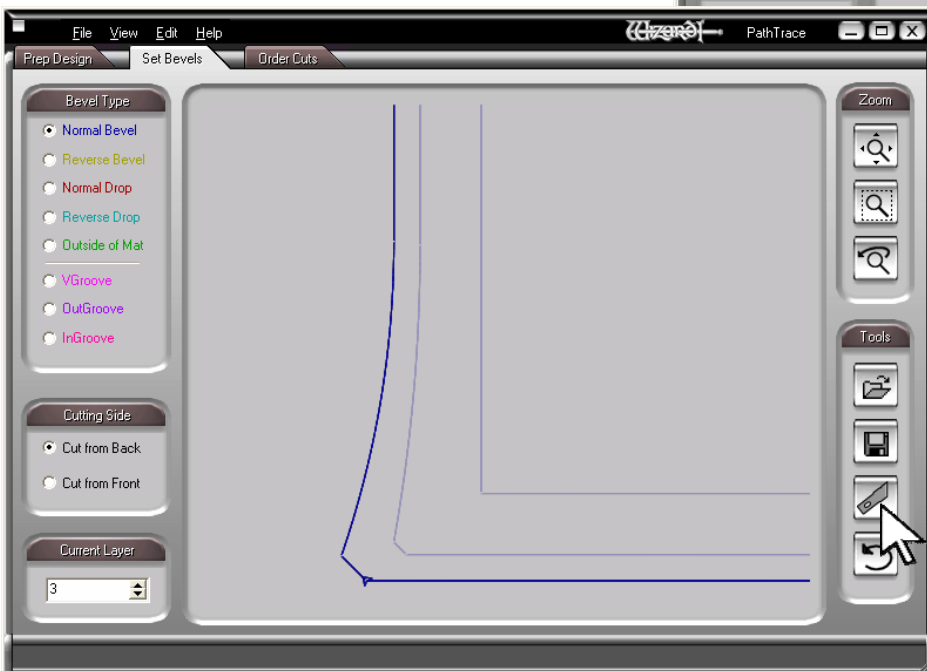 File View Edit Help Wizard PathTrace
Prep Design Set Bevels Order Cuts
Bevel Type
Normal Bevel
Reverse Bevel
Normal Drop
Reverse Drop
Outside of Mat
VGroove
OutGroove
InGroove
Cutting Side
Cut from Back
Cut from Front
Current Layer
3
Zoom
Tools